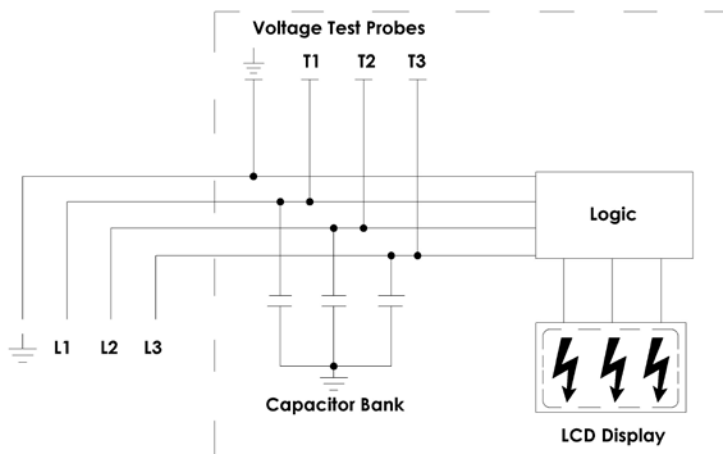 Voltage Test Probes
T1 T2 T3
Logic
L1 L2 L3
Capacitor Bank
LCD Display